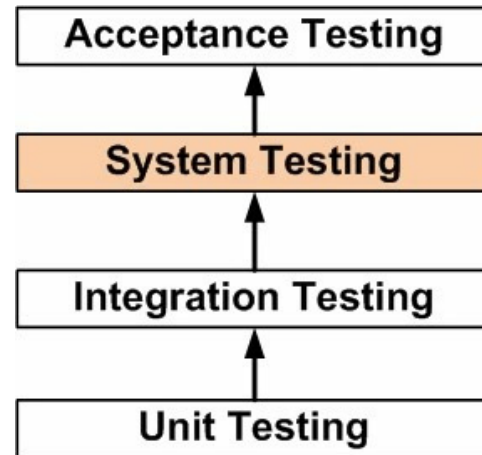 Acceptance Testing
System Testing
Integration Testing
Unit Testing